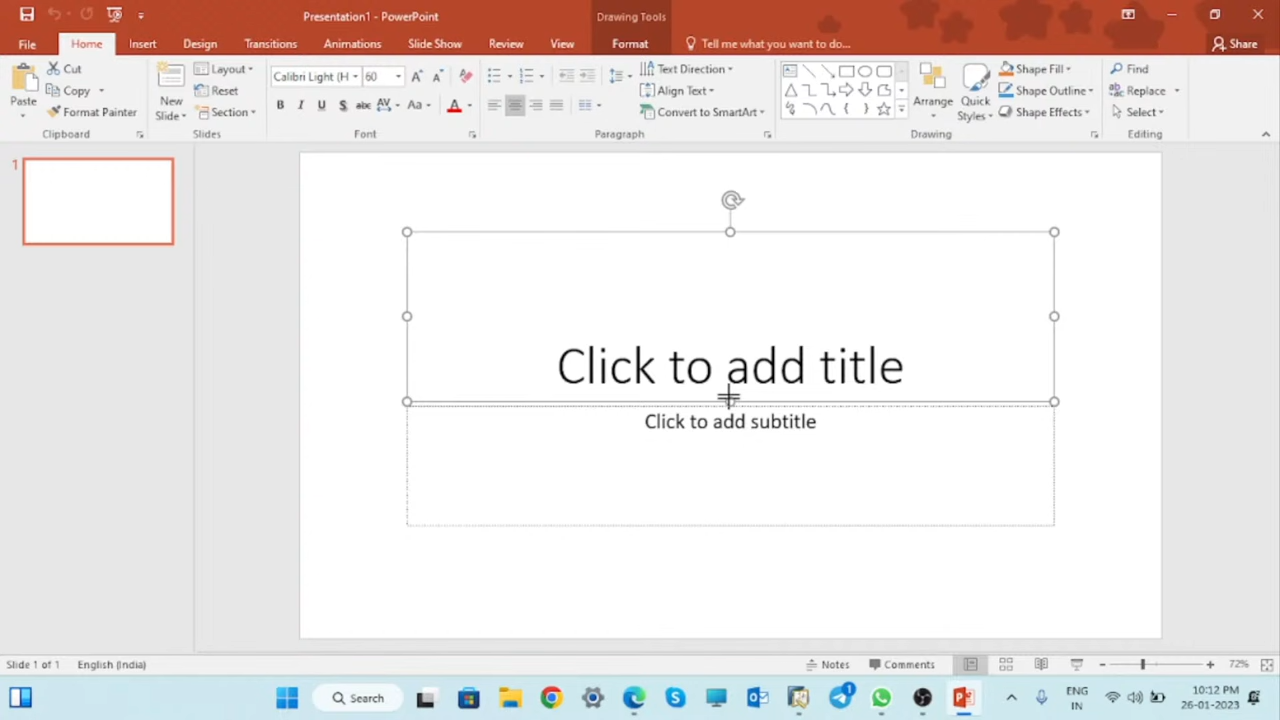 Presentation1 - PowerPoint
Drawing Tools
File
Home
Insert
Design
Transitions
Animations
Slide Show
Review
View
Format
Tell me what you want to do...
Share
Paste
Cut
Copy
Format Painter
Clipboard
New
Slide
Layout
Reset
Section
Slides
Calibri Light (H
60
A A
B I U S abc AV Aa A
Font
Text Direction
Align Text
Convert to SmartArt
Paragraph
Arrange
Quick
Styles
Shape Fill
Shape Outline
Shape Effects
Drawing
Find
Replace
Select
Editing
1
Click to add title
Click to add subtitle
Slide 1 of 1
English (India)
Notes
Comments
72%
Search
1
ENG
IN
10:12 PM
26-01-2023